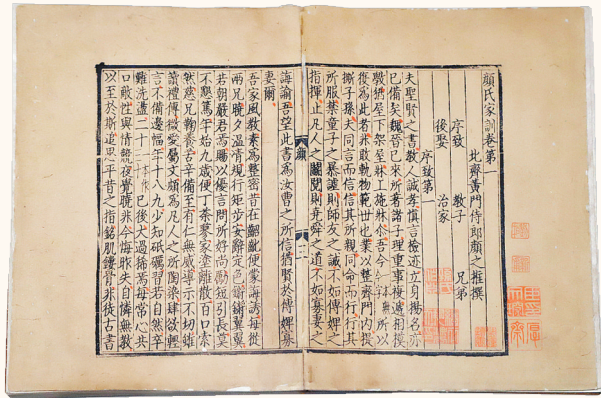 顔氏家訓卷第一
北齊黄門侍郎顔之推撰
序致 教子 兄弟
後娶 治家
序致第一
夫聖賢之書教人誠孝慎言檢迹立身揚名亦
已備矣魏晉已来所著諸子理重事複遞相模
斆猶屋下架屋牀上施牀尒吾今所以
復為此者非敢軌物範世也業以整齊門内提
撕子孫夫同言而信信其所親同命而行行其
所服禁童子之暴謔則師友之誡不如傅婢之
指揮止凡人之鬭鬩則堯舜之道不如寡妻之
顔一
誨諭吾望此書為汝曹之所信猶賢於傅婢寡
妻爾
吾家風教素為整密昔在齠齔便蒙誨誘每從
兩兄曉夕溫凊規行矩步安辭定色鏘鏘翼翼
若朝嚴君焉賜以優言問所好尚勵短引長莫
不懇篤年始九歲便丁荼蓼家塗離散百口索
然慈兄鞠養苦辛備至有仁無威導示不切雖
讀禮傳微愛屬文頗為凡人之所陶染肆欲輕
言不備邊幅年十八九少知砥礪習若自然卒
難洗盪二十已後大過稀焉每常心共
口敵性與情競夜覺曉非今悔昨失自憐無教
以至於斯追思平昔之指銘肌鏤骨非徒古書